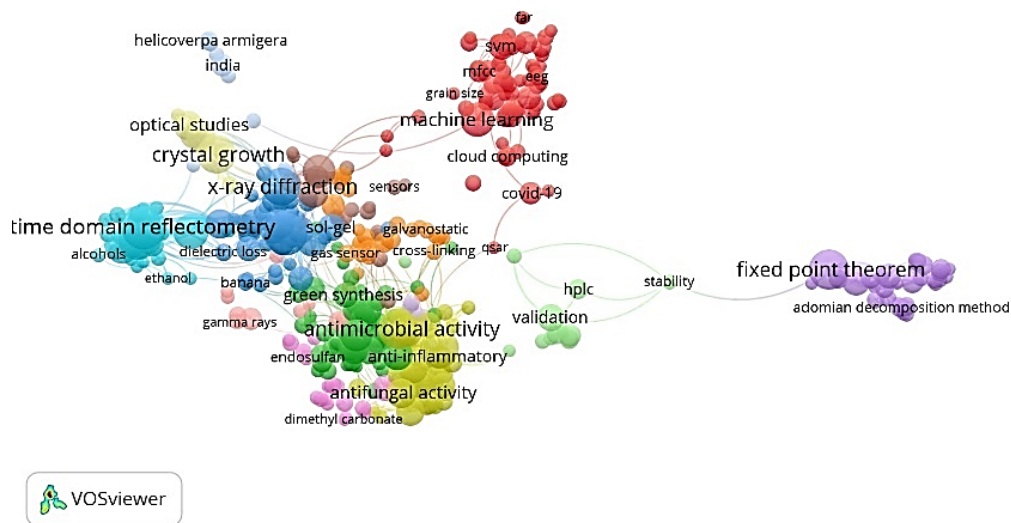 far
helicoverpa armigera
svm
india
mfcc
eeg
grain size
optical studies
machine learning
crystal growth
cloud computing
x-ray diffraction
sensors
covid-19
time domain reflectometry
sol-gel
galvanostatic
alcohols
dielectric loss
gas sensor
cross-linking
qsar
fixed point theorem
ethanol
banana
stability
green synthesis
hplc
adomian decomposition method
gamma rays
antimicrobial activity
validation
endosulfan
anti-inflammatory
antifungal activity
dimethyl carbonate
VOSviewer